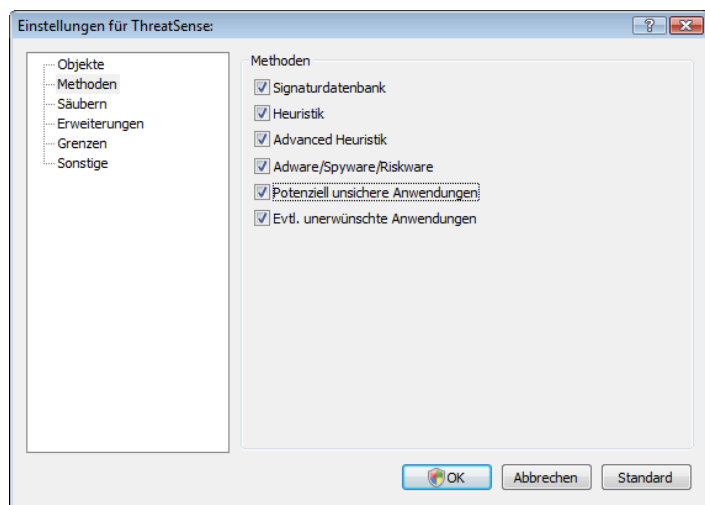 Einstellungen für ThreatSense:
Objekte
Methoden
Säubern
Erweiterungen
Grenzen
Sonstige
Methoden
Signaturdatenbank
Heuristik
Advanced Heuristik
Adware/Spyware/Riskware
Potenziell unsichere Anwendungen
Evtl. unerwünschte Anwendungen
OK
Abbrechen
Standard